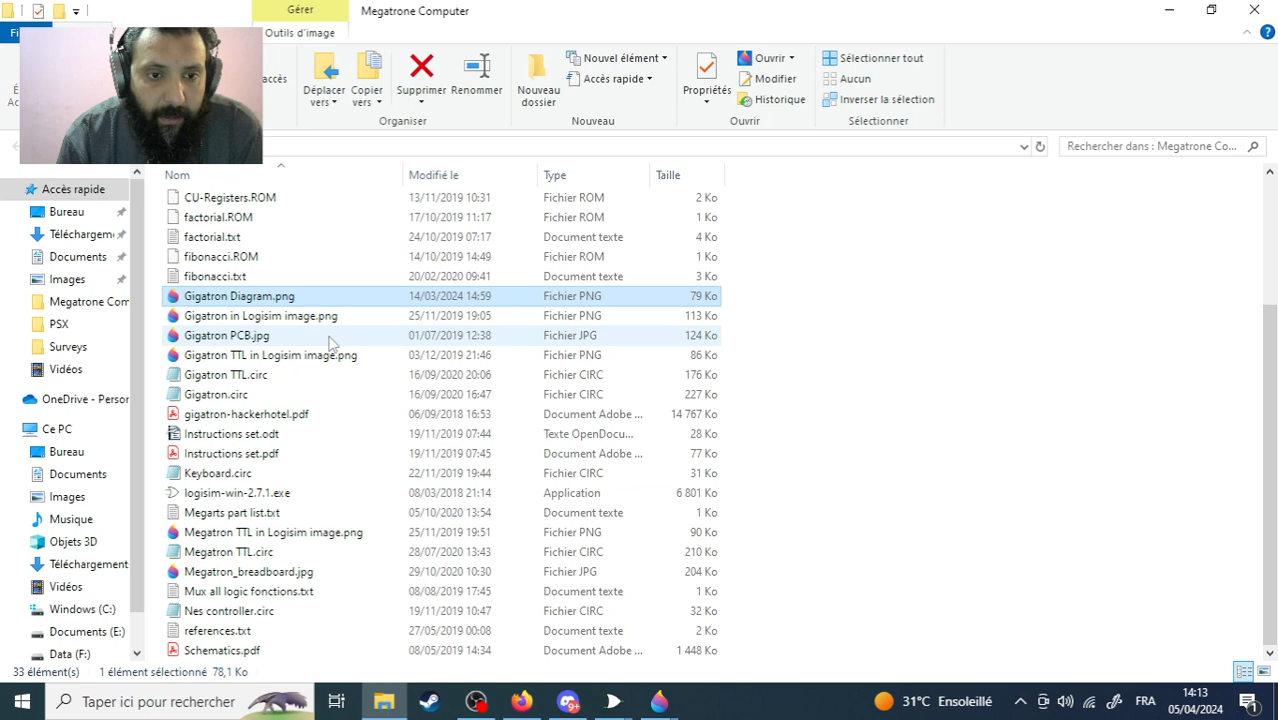 Gérer
Megatrone Computer
Fi
Outils d'image
accès
Ac
Déplacer vers
Copier vers
Supprimer
Renommer
Nouveau dossier
Nouvel élément
Accès rapide
Propriétés
Ouvrir
Modifier
Historique
Sélectionner tout
Aucun
Inverser la sélection
Organiser
Nouveau
Ouvrir
Sélectionner
Rechercher dans : Megatrone Co...
Nom Modifié le Type Taille
CU-Registers.ROM 13/11/2019 10:31 Fichier ROM 2 Ko
factorial.ROM 17/10/2019 11:17 Fichier ROM 1 Ko
factorial.txt 24/10/2019 07:17 Document texte 4 Ko
fibonacci.ROM 14/10/2019 14:49 Fichier ROM 1 Ko
fibonacci.txt 20/02/2020 09:41 Document texte 3 Ko
Gigatron Diagram.png 14/03/2024 14:59 Fichier PNG 79 Ko
Gigatron in Logisim image.png 25/11/2019 19:05 Fichier PNG 113 Ko
Gigatron PCB.jpg 01/07/2019 12:38 Fichier JPG 124 Ko
Gigatron TTL in Logisim image.png 03/12/2019 21:46 Fichier PNG 86 Ko
Gigatron TTL.circ 16/09/2020 20:06 Fichier CIRC 176 Ko
Gigatron.circ 16/09/2020 16:47 Fichier CIRC 227 Ko
gigatron-hackerhotel.pdf 06/09/2018 16:53 Document Adobe ... 14 767 Ko
Instructions set.odt 19/11/2019 07:44 Texte OpenDocu... 28 Ko
Instructions set.pdf 19/11/2019 07:45 Document Adobe ... 77 Ko
Keyboard.circ 22/11/2019 19:44 Fichier CIRC 31 Ko
logisim-win-2.7.1.exe 08/03/2018 21:14 Application 6 801 Ko
Megarts part list.txt 05/10/2020 13:54 Document texte 1 Ko
Megatron TTL in Logisim image.png 25/11/2019 19:51 Fichier PNG 90 Ko
Megatron TTL.circ 28/07/2020 13:43 Fichier CIRC 210 Ko
Megatron_breadboard.jpg 29/10/2020 10:30 Fichier JPG 204 Ko
Mux all logic fonctions.txt 08/08/2019 17:45 Document texte 1 Ko
Nes controller.circ 19/11/2019 10:47 Fichier CIRC 32 Ko
references.txt 27/05/2019 00:08 Document texte 2 Ko
Schematics.pdf 08/05/2019 14:34 Document Adobe ... 1 448 Ko
Accès rapide
Bureau
Téléchargem
Documents
Images
Megatrone Com
PSX
Surveys
Vidéos
OneDrive - Person
Ce PC
Bureau
Documents
Images
Musique
Objets 3D
Téléchargement
Vidéos
Windows (C:)
Documents (E:)
Data (F:)
33 élément(s) 1 élément sélectionné 78,1 Ko
Taper ici pour rechercher
9+
31°C Ensoleillé
FRA
14:13
05/04/2024
1